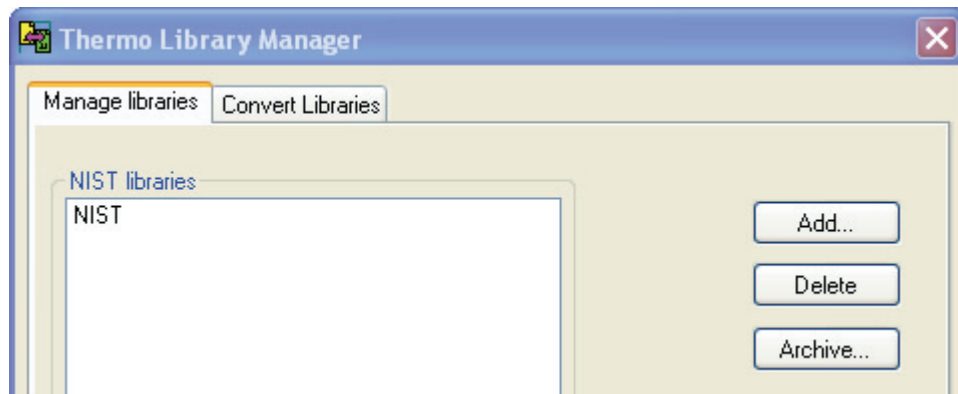 Thermo Library Manager
Manage libraries
Convert Libraries
NIST libraries
NIST
Add...
Delete
Archive...